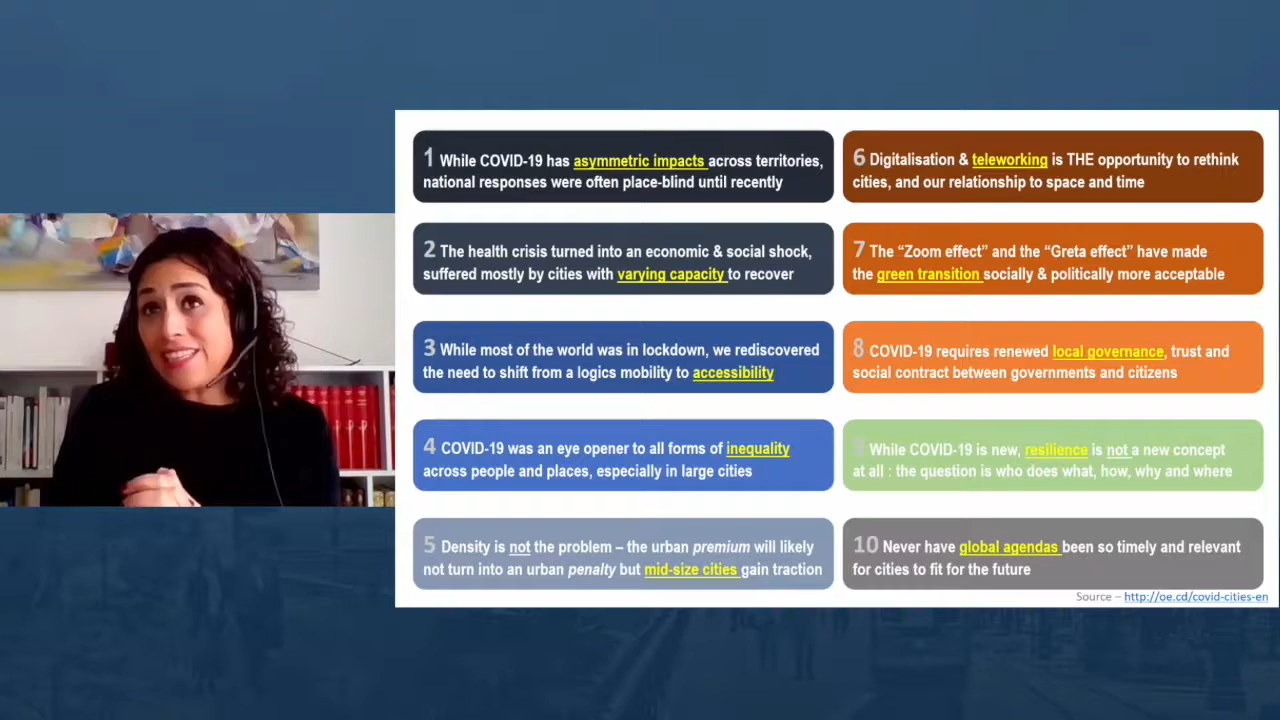 1 While COVID-19 has asymmetric impacts across territories,
national responses were often place-blind until recently
2 The health crisis turned into an economic & social shock,
suffered mostly by cities with varying capacity to recover
3 While most of the world was in lockdown, we rediscovered
the need to shift from a logics mobility to accessibility
4 COVID-19 was an eye opener to all forms of inequality
across people and places, especially in large cities
5 Density is not the problem – the urban premium will likely
not turn into an urban penalty but mid-size cities gain traction
6 Digitalisation & teleworking is THE opportunity to rethink
cities, and our relationship to space and time
7 The “Zoom effect” and the “Greta effect” have made
the green transition socially & politically more acceptable
8 COVID-19 requires renewed local governance, trust and
social contract between governments and citizens
While COVID-19 is new, resilience is not a new concept
at all : the question is who does what, how, why and where
10 Never have global agendas been so timely and relevant
for cities to fit for the future
Source – http://oe.cd/covid-cities-en